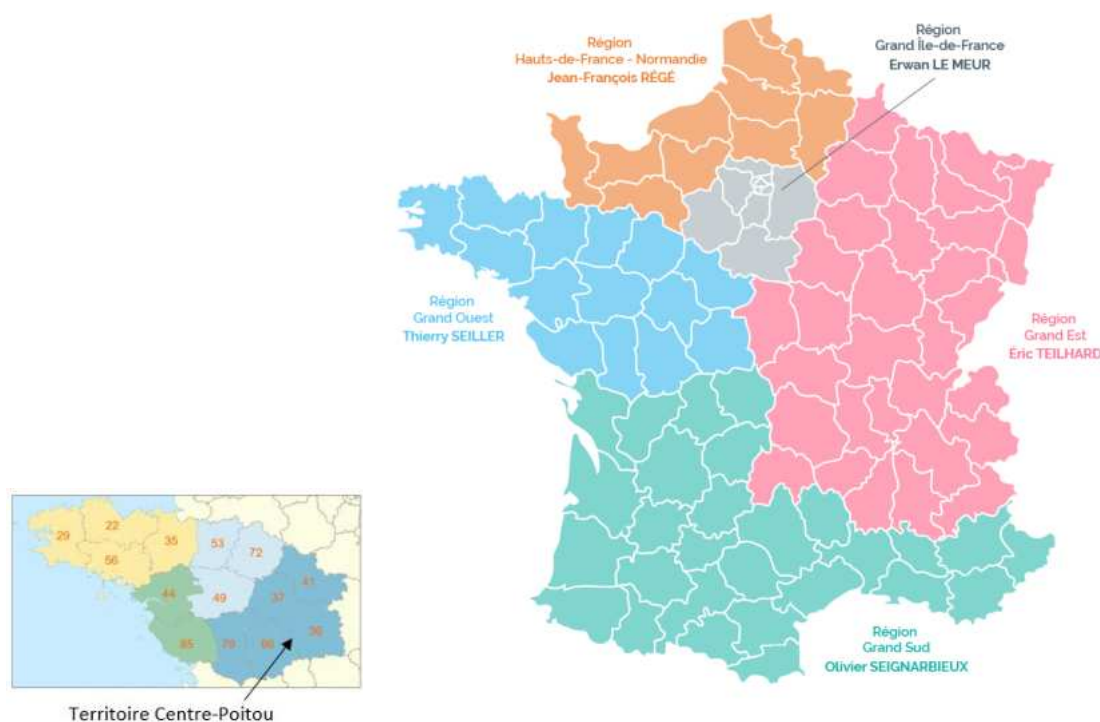 Région
Hauts-de-France - Normandie
Jean-François RÉGÉ
Région
Grand Île-de-France
Erwan LE MEUR
Région
Grand Ouest
Thierry SEILLER
Région
Grand Est
Éric TEILHARD
Région
Grand Sud
Olivier SEIGNARBIEUX
29
22
35
56
53
72
44
49
37
41
85
79
86
36
Territoire Centre-Poitou